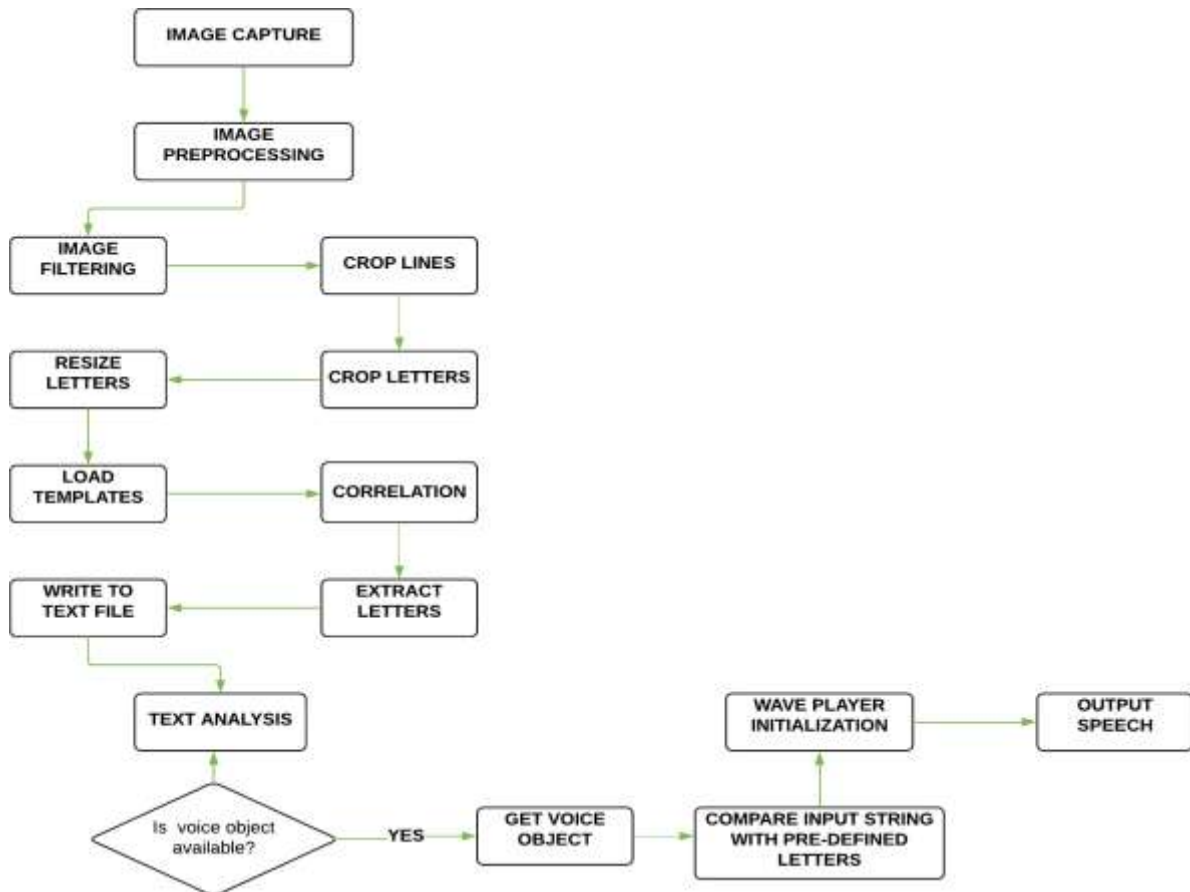 IMAGE CAPTURE
IMAGE
PREPROCESSING
IMAGE
FILTERING
CROP LINES
RESIZE
LETTERS
CROP LETTERS
LOAD
TEMPLATES
CORRELATION
WRITE TO
TEXT FILE
EXTRACT
LETTERS
TEXT ANALYSIS
WAVE PLAYER
INITIALIZATION
OUTPUT
SPEECH
Is voice object
available?
YES
GET VOICE
OBJECT
COMPARE INPUT STRING
WITH PRE-DEFINED
LETTERS